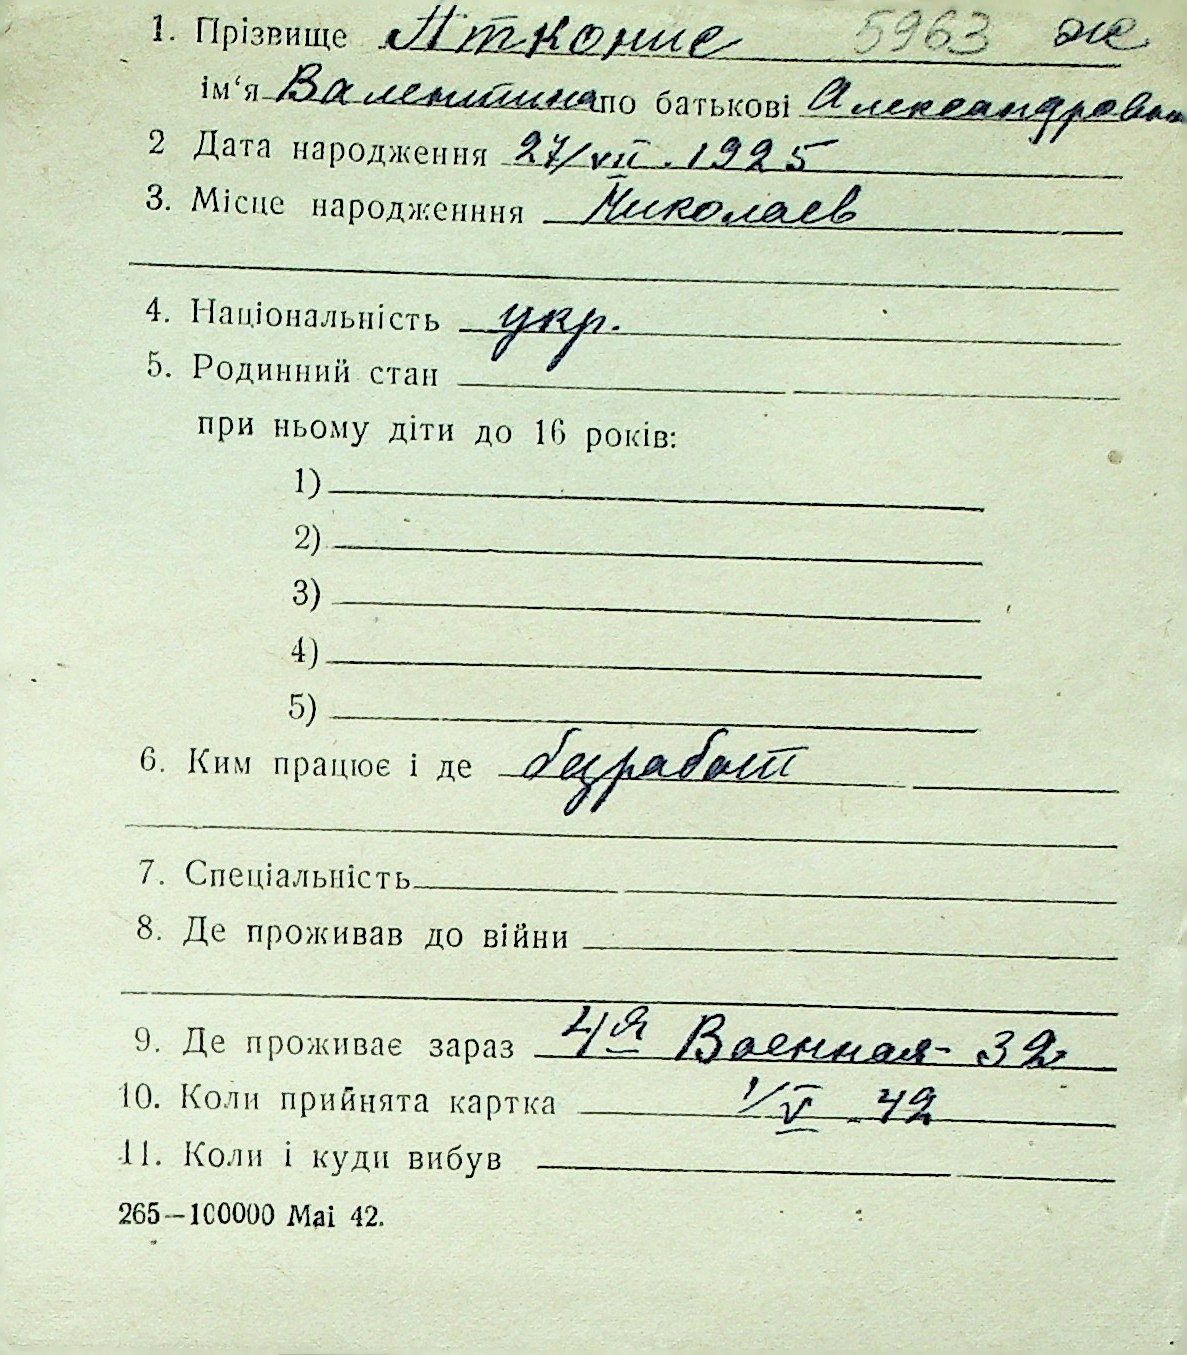 1. Прізвище Яткопис 5963 ж
ім‘я Валентина по батькові Александровн
2 Дата народження 27/VII. 1925
3. Місце народженння Николаев
4. Національність укр.
5. Родинний стан
при ньому діти до 16 років:
1)
2)
3)
4)
5)
6. Ким працює і де безработ
7. Спеціальність
8. Де проживав до війни
9. Де проживає зараз 4я Военная 32
10. Коли прийнята картка 1/V. 42
11. Коли і куди вибув
265—100000 Mai 42.